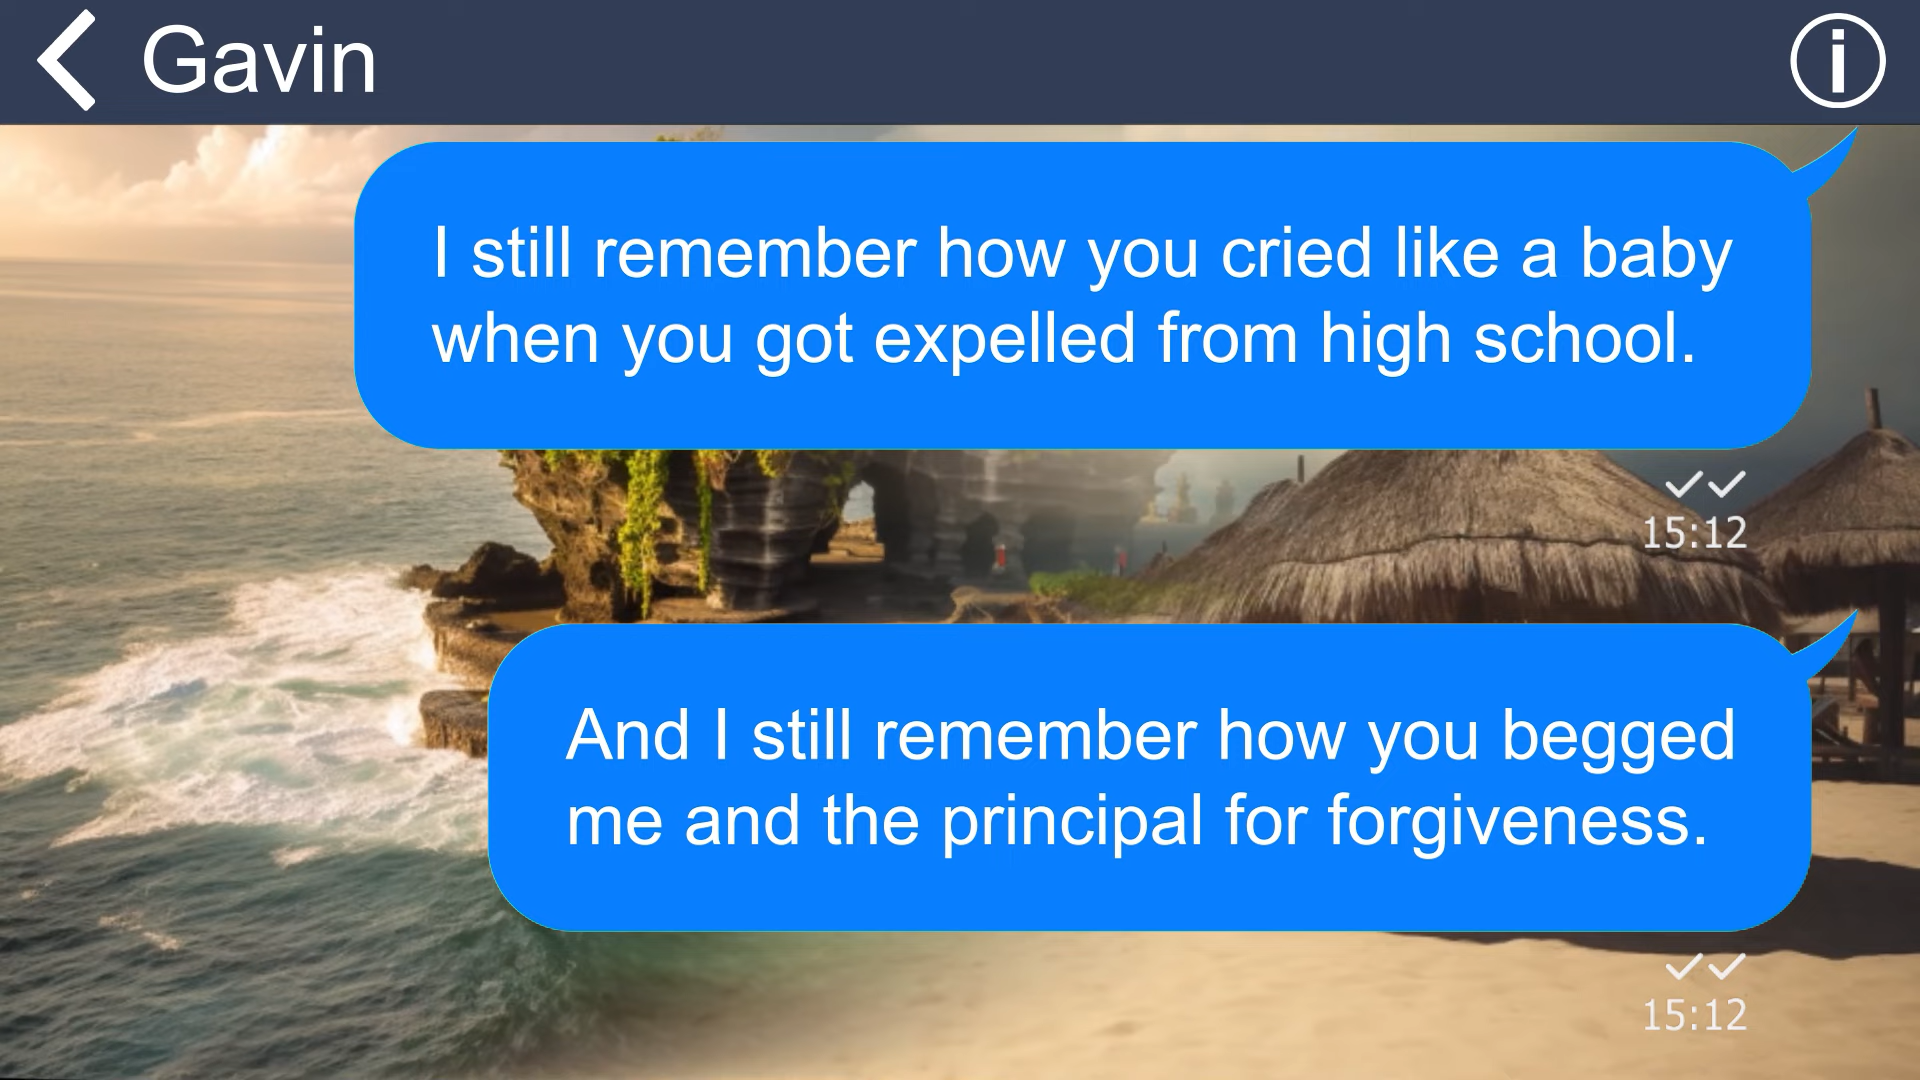 Gavin
I still remember how you cried like a baby
when you got expelled from high school.
15:12
And I still remember how you begged
me and the principal for forgiveness.
15:12